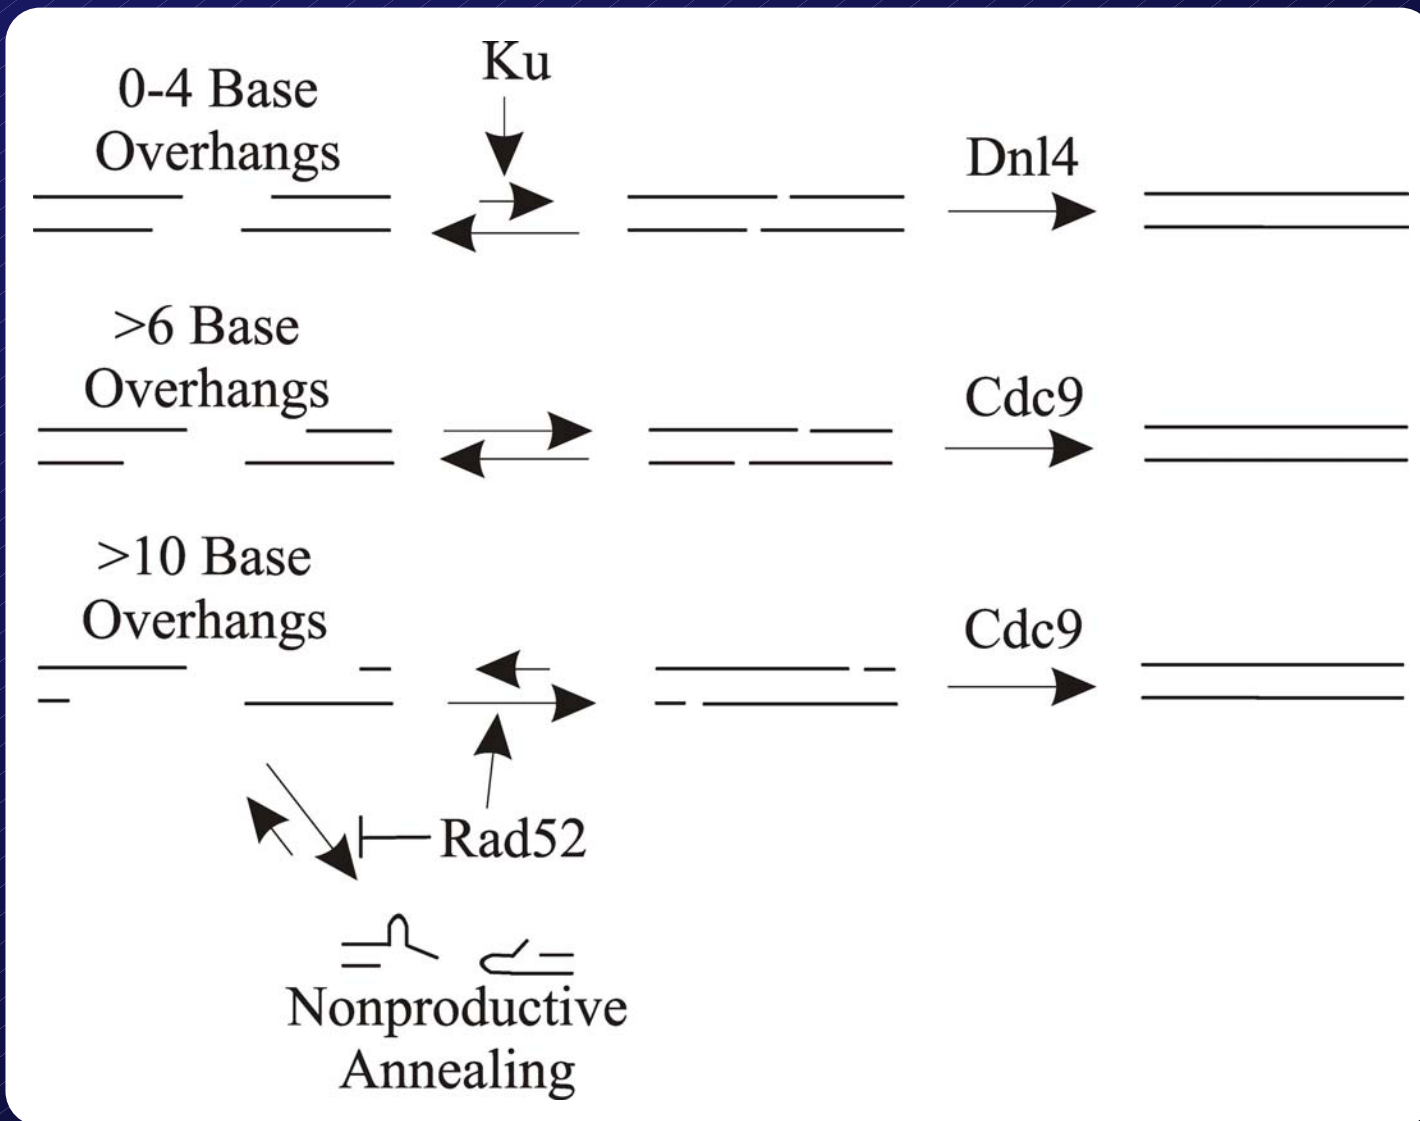 Ku
0-4 Base
Overhangs
Dnl4
>6 Base
Overhangs
Cdc9
>10 Base
Overhangs
Cdc9
Rad52
Nonproductive
Annealing